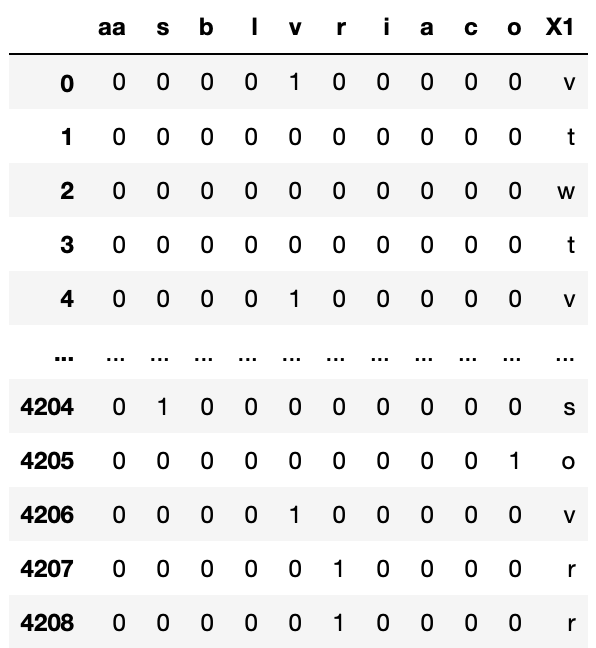 aa s b l v r i a c o X1
0 0 0 0 0 1 0 0 0 0 0 v
1 0 0 0 0 0 0 0 0 0 0 t
2 0 0 0 0 0 0 0 0 0 0 w
3 0 0 0 0 0 0 0 0 0 0 t
4 0 0 0 0 1 0 0 0 0 0 v
... ... ... ... ... ... ... ... ... ... ... ...
4204 0 1 0 0 0 0 0 0 0 0 s
4205 0 0 0 0 0 0 0 0 0 1 o
4206 0 0 0 0 1 0 0 0 0 0 v
4207 0 0 0 0 0 1 0 0 0 0 r
4208 0 0 0 0 0 1 0 0 0 0 r